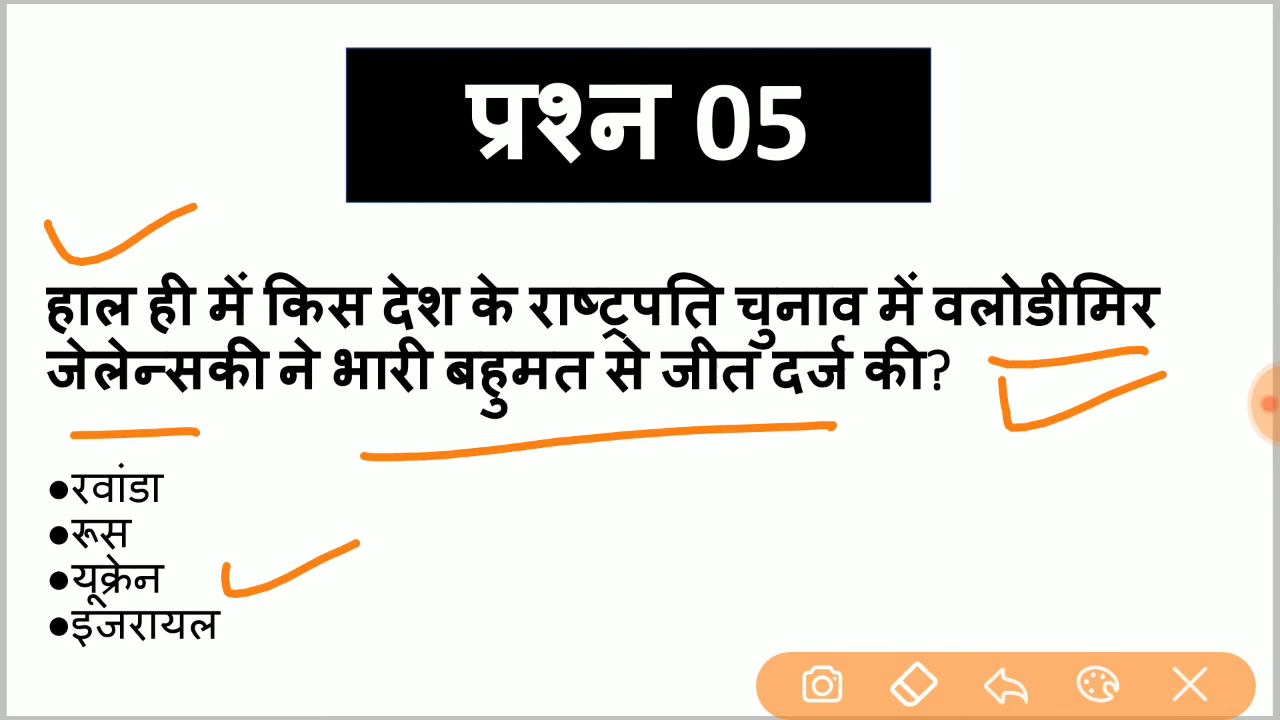 प्रश्न 05
हाल ही में किस देश के राष्ट्रपति चुनाव में वलोडीमिर
जेलेन्सकी ने भारी बहुमत से जीत दर्ज की?
●रवांडा
●रूस
●यूक्रेन
●इजरायल